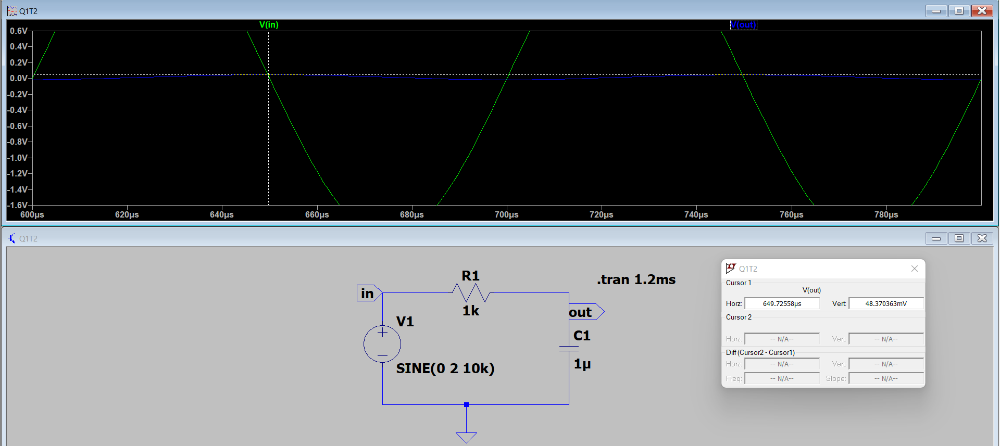 Q1T2
V(in)
V(out)
0.6V
0.4V
0.2V
0.0V
-0.2V
-0.4V
-0.6V
-0.8V
-1.0V
-1.2V
-1.4V
-1.6V
600µs 620µs 640µs 660µs 680µs 700µs 720µs 740µs 760µs 780µs
Q1T2
R1
.tran 1.2ms
in
1k
out
V1
C1
SINE(0 2 10k)
1µ
Q1T2
Cursor 1
V(out)
Horz: 649.72558µs Vert: 48.370363mV
Cursor 2
Horz: -- N/A-- Vert: -- N/A--
Diff (Cursor2 - Cursor1)
Horz: -- N/A-- Vert: -- N/A--
Freq: -- N/A-- Slope: -- N/A--